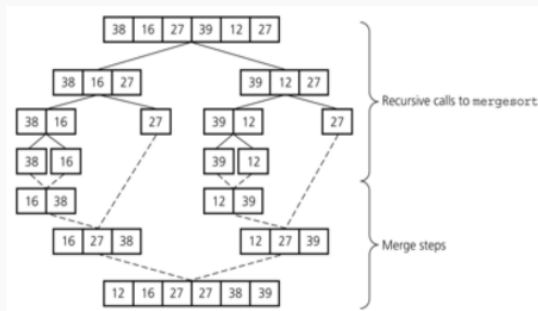 38 16 27 39 12 27
38 16 27 39 12 27
Recursive calls to mergesort
38 16 27 39 12 27
38 16 39 12
16 38 12 39
16 27 38 12 27 39
Merge steps
12 16 27 27 38 39